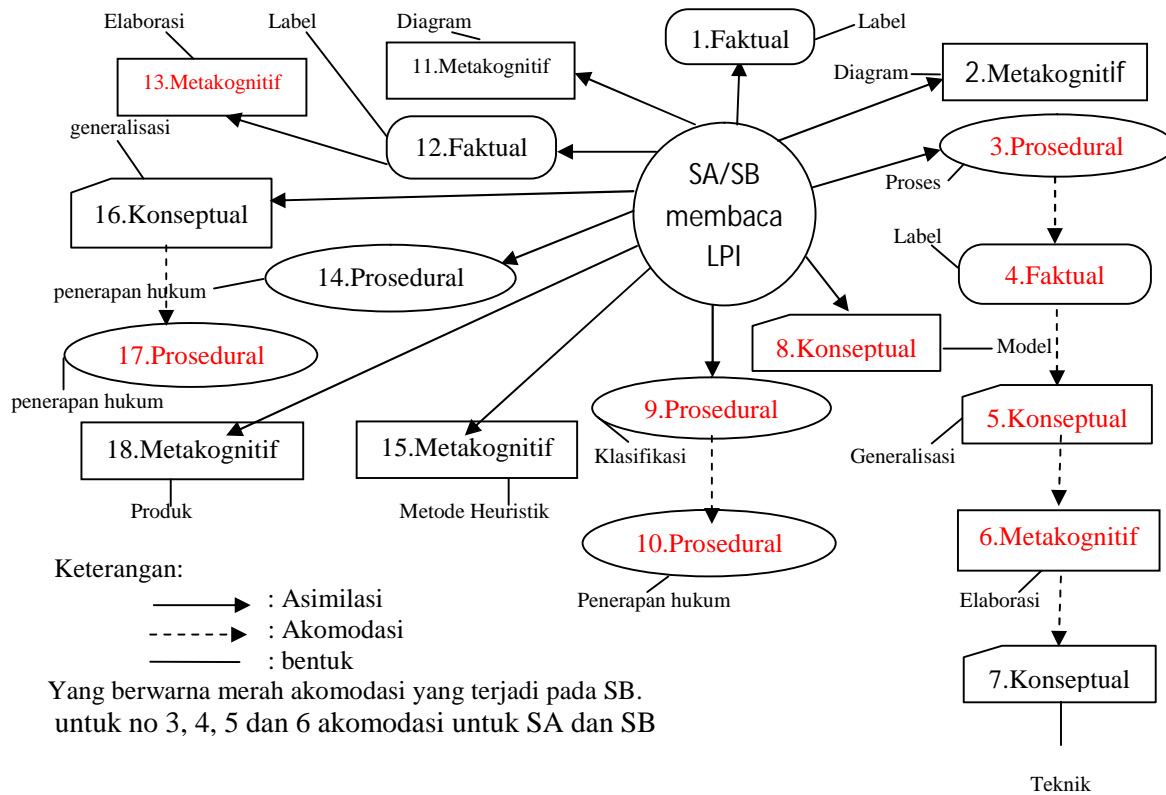 Elaborasi
Label
Diagram
Label
1.Faktual
11.Metakognitif
Diagram
2.Metakognitif
13.Metakognitif
generalisasi
12.Faktual
3.Prosedural
Proses
SA/SB
membaca
LPI
16.Konseptual
14.Prosedural
penerapan hukum
Label
4.Faktual
17.Prosedural
penerapan hukum
8.Konseptual
Model
9.Prosedural
Klasifikasi
5.Konseptual
Generalisasi
18.Metakognitif
Produk
15.Metakognitif
Metode Heuristik
10.Prosedural
Penerapan hukum
6.Metakognitif
Elaborasi
7.Konseptual
Teknik
Keterangan:
: Asimilasi
: Akomodasi
: bentuk
Yang berwarna merah akomodasi yang terjadi pada SB.
untuk no 3, 4, 5 dan 6 akomodasi untuk SA dan SB